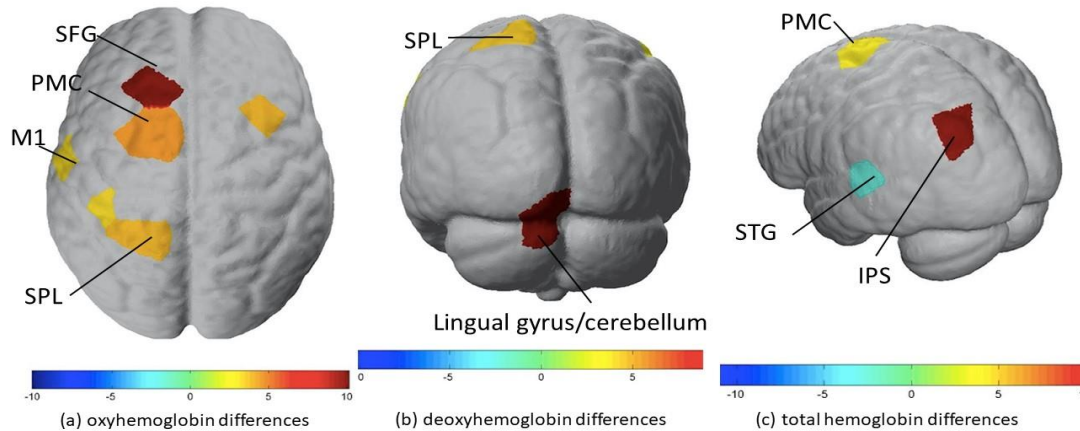 SFG
PMC
M1
SPL
SPL
Lingual gyrus/cerebellum
PMC
STG
IPS
-10 -5 0 5 10
(a) oxyhemoglobin differences
0 -5 0 5
(b) deoxyhemoglobin differences
-10 -5 0 5 1
(c) total hemoglobin differences